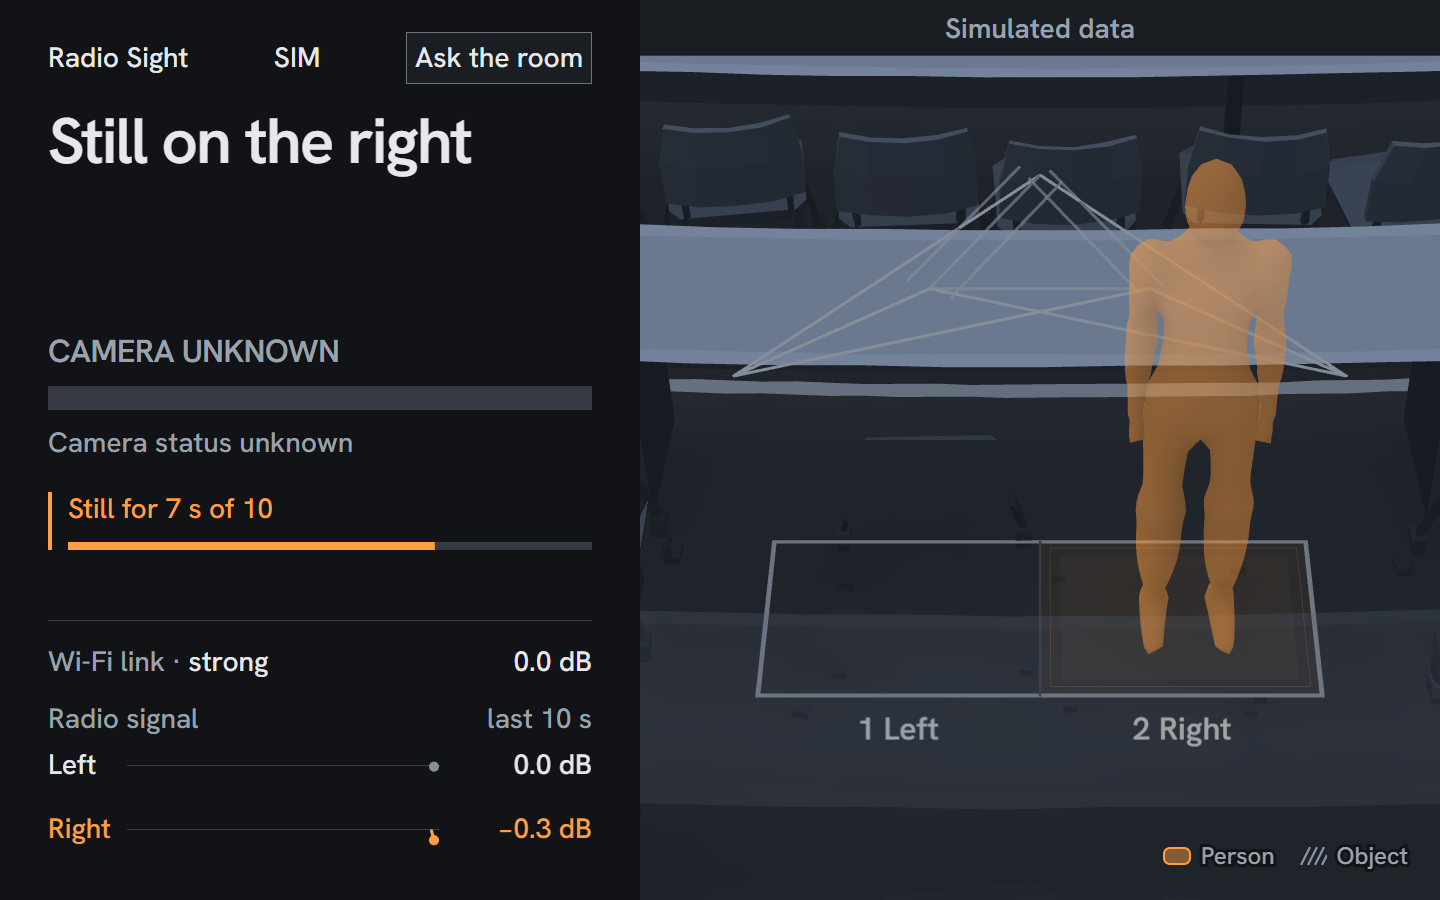 Radio Sight
SIM
Ask the room
Still on the right
CAMERA UNKNOWN
Camera status unknown
Still for 7 s of 10
Wi-Fi link · strong 0.0 dB
Radio signal last 10 s
Left 0.0 dB
Right −0.3 dB
Simulated data
1 Left
2 Right
Person
Object